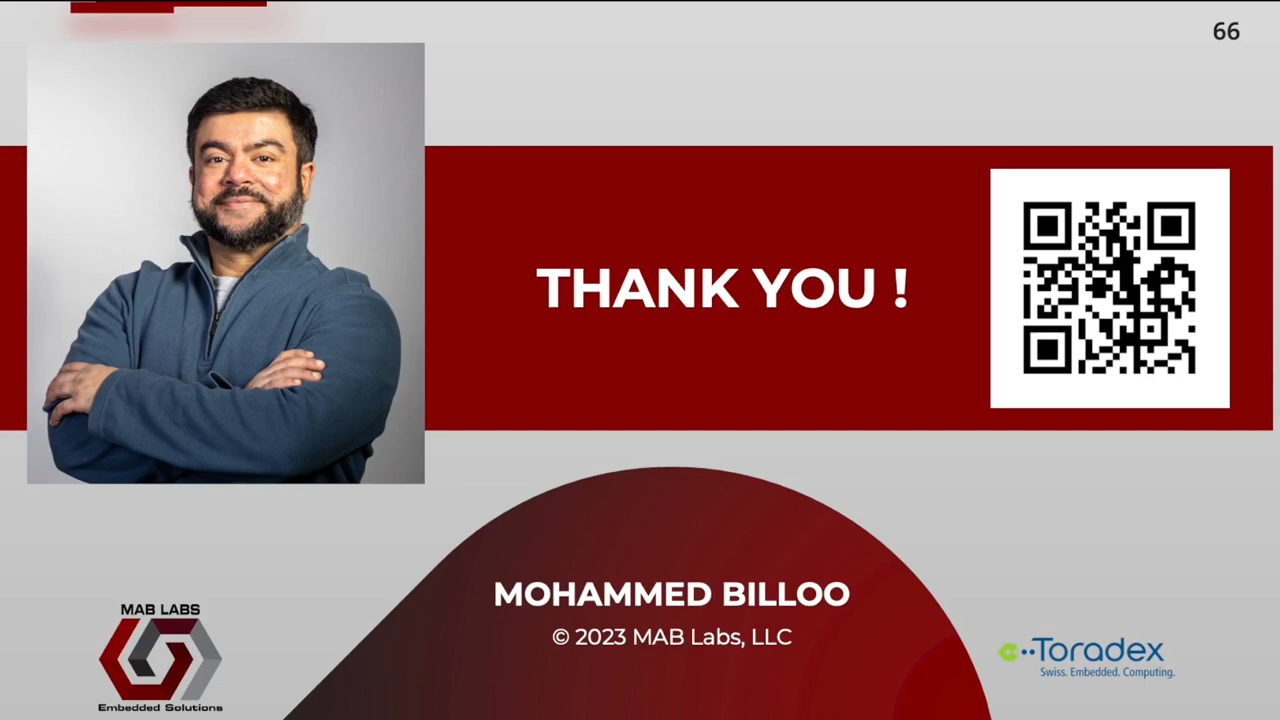 66
THANK YOU !
MOHAMMED BILLOO
© 2023 MAB Labs, LLC
MAB LABS
Embedded Solutions
Toradex
Swiss. Embedded. Computing.